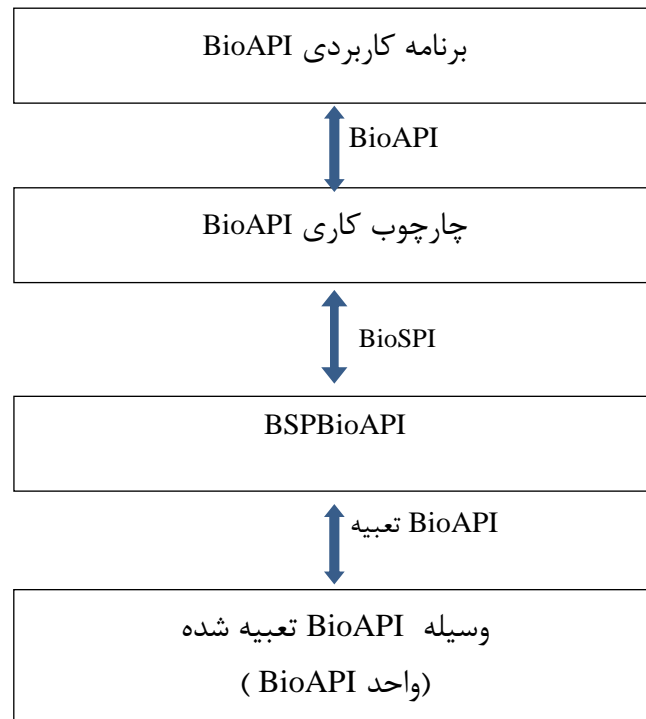 برنامه کاربردی BioAPI
BioAPI
چارچوب کاری BioAPI
BioSPI
BSPBioAPI
BioAPI تعبیه
وسیله BioAPI تعبیه شده
(واحد BioAPI )